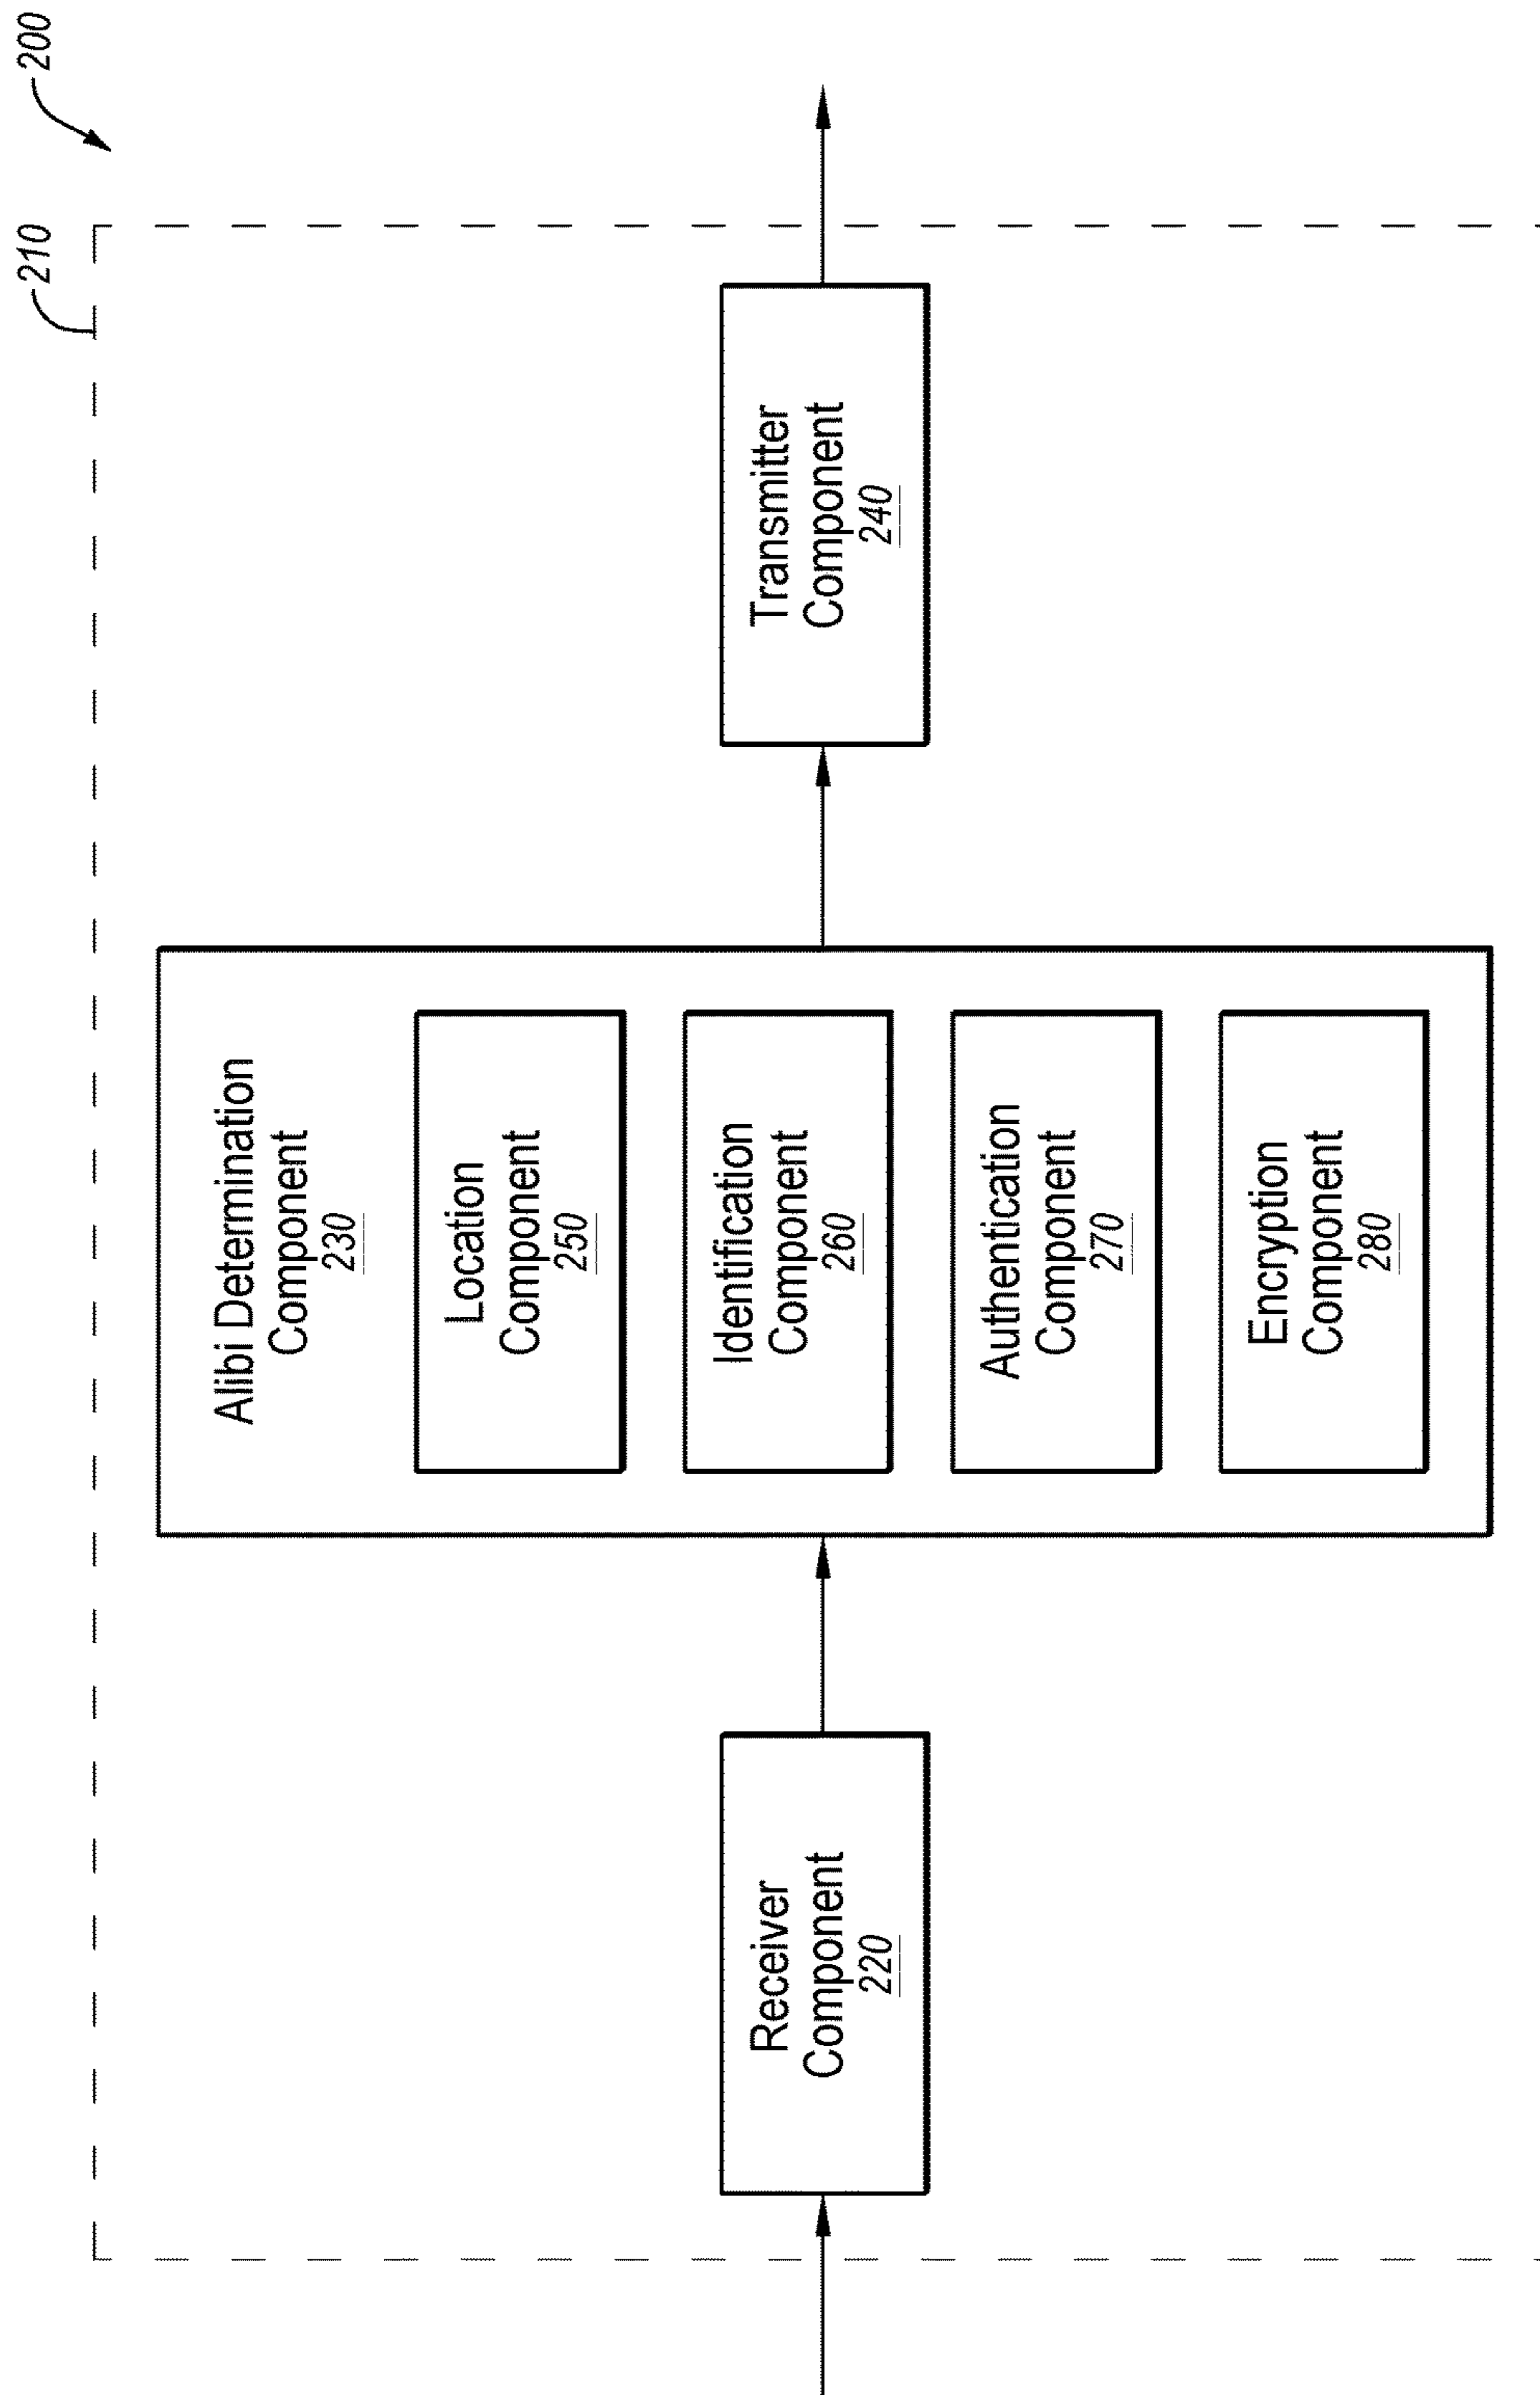 200
210
Receiver
Component
220
Alibi Determination
Component
230
Location
Component
250
Identification
Component
260
Authentication
Component
270
Encryption
Component
280
Transmitter
Component
240